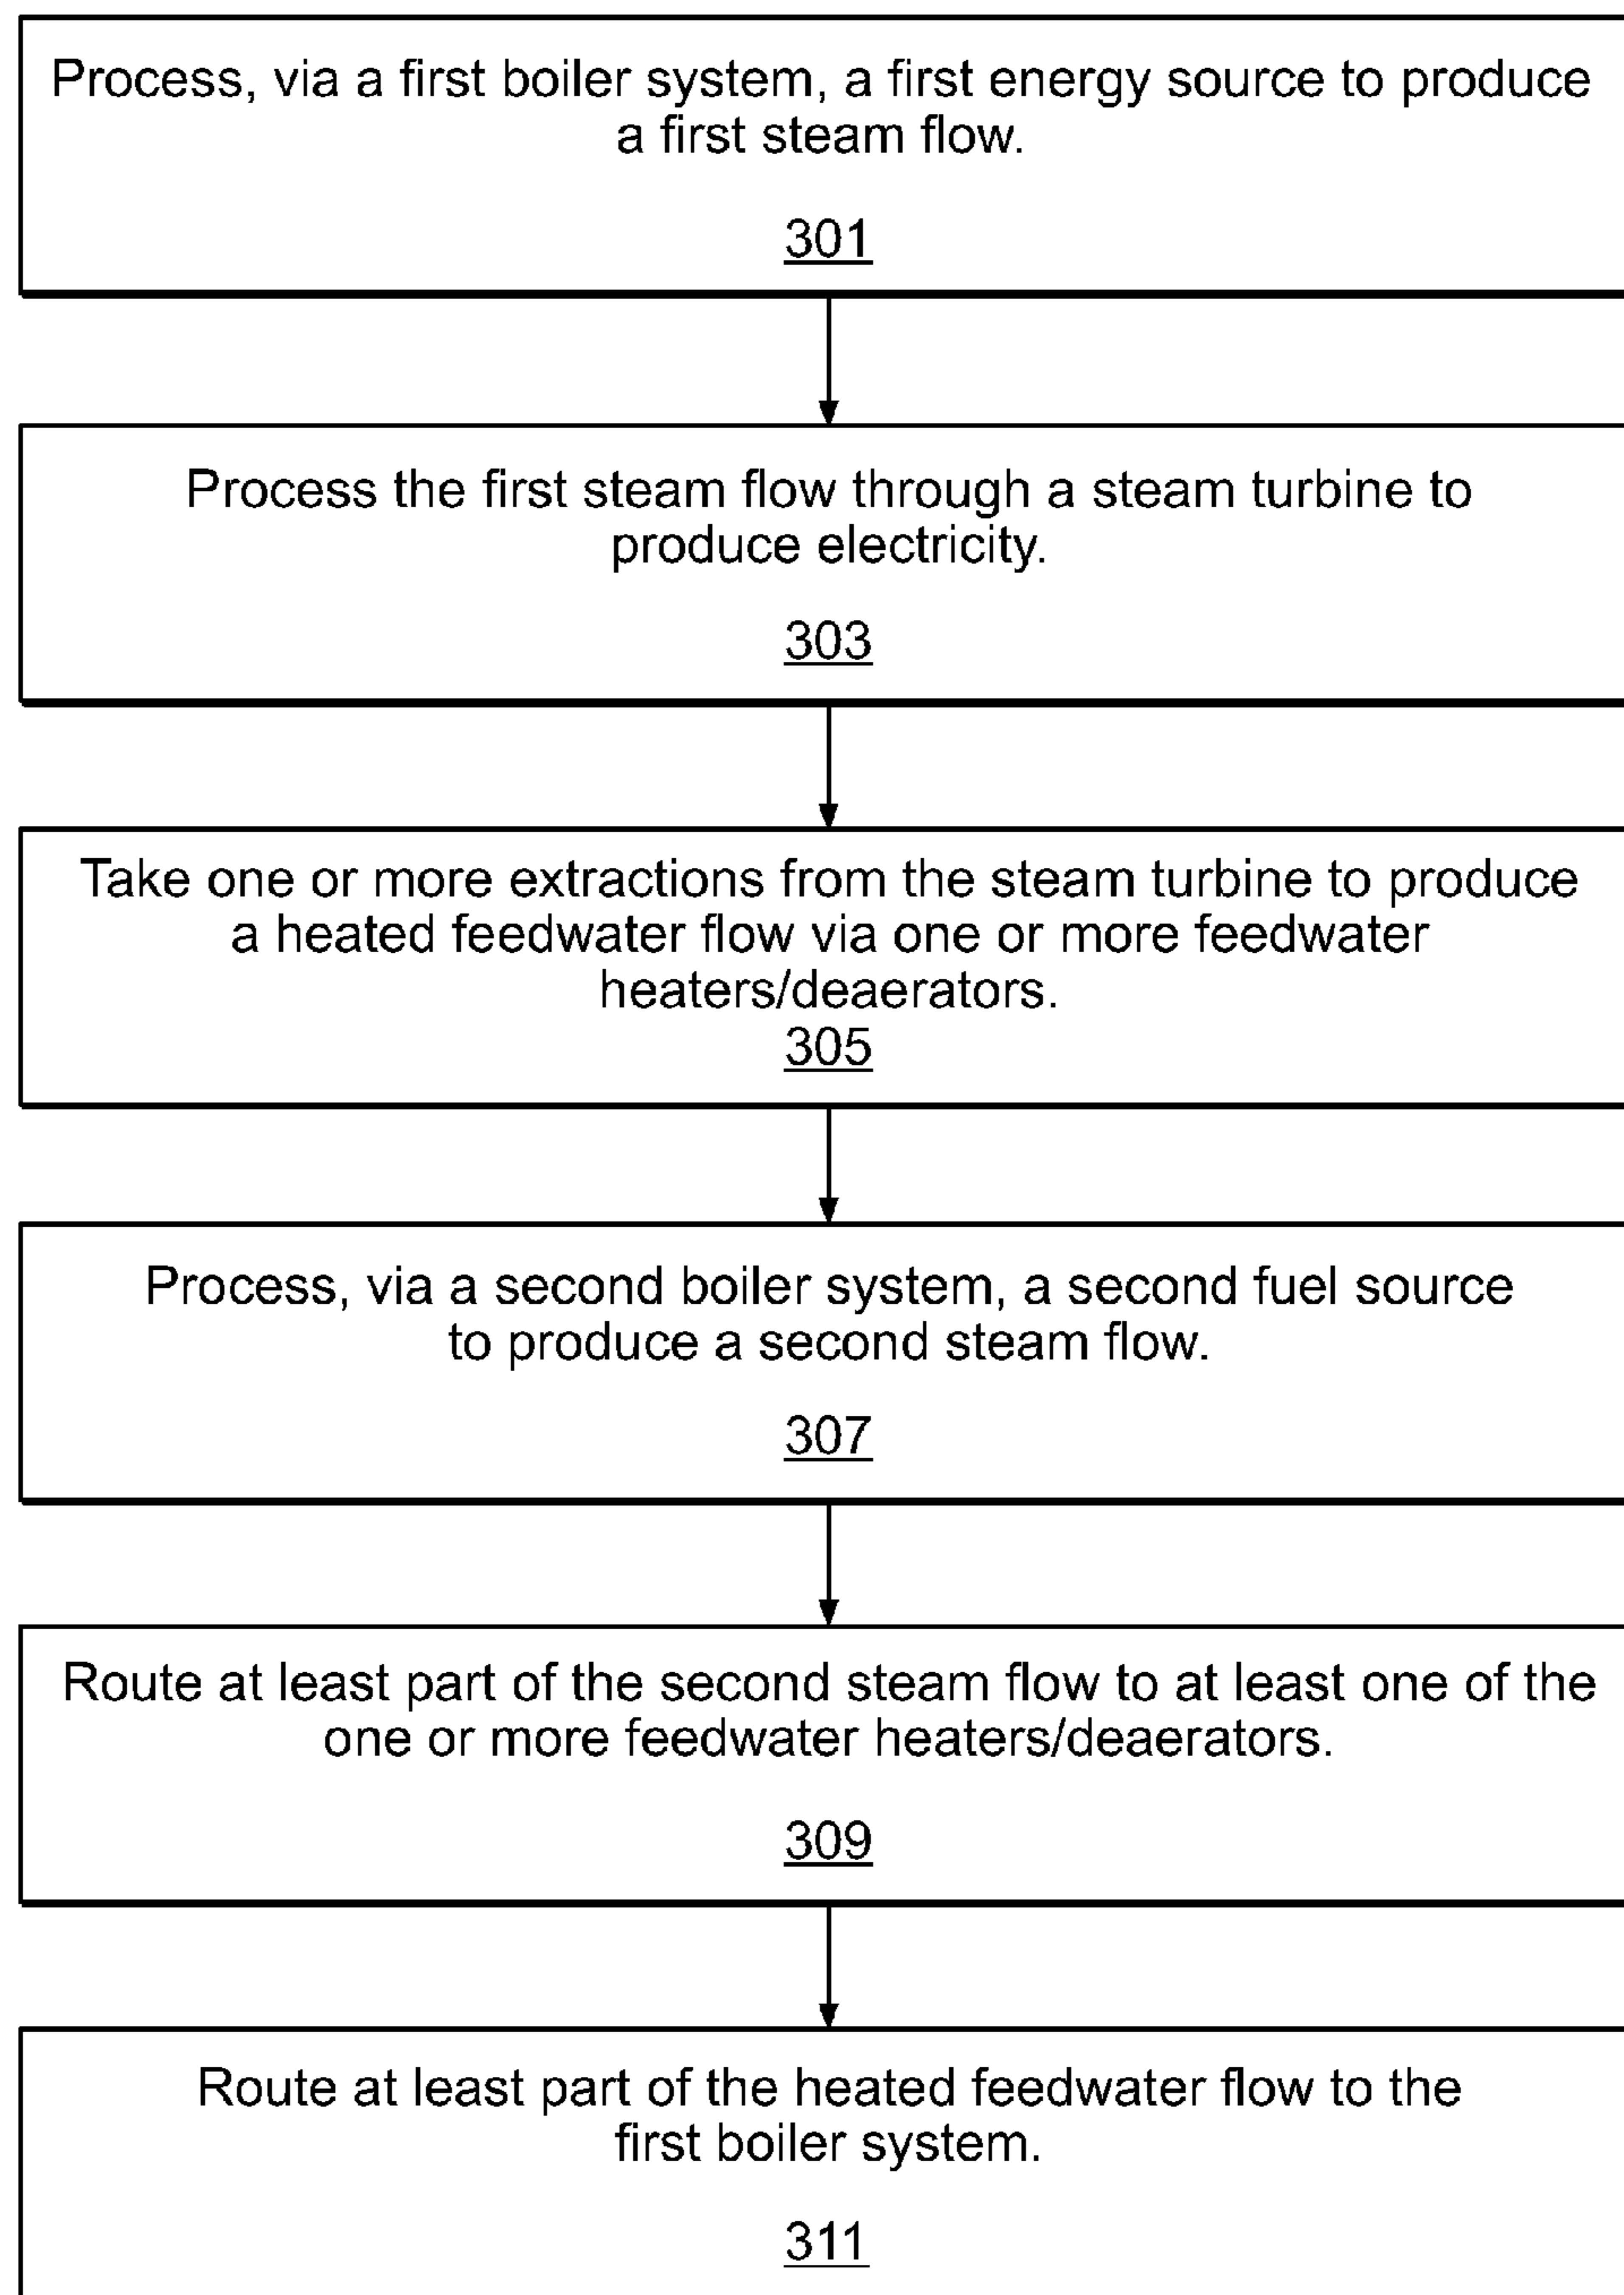 Process, via a first boiler system, a first energy source to produce
a first steam flow.
301
Process the first steam flow through a steam turbine to
produce electricity.
303
Take one or more extractions from the steam turbine to produce
a heated feedwater flow via one or more feedwater
heaters/deaerators.
305
Process, via a second boiler system, a second fuel source
to produce a second steam flow.
307
Route at least part of the second steam flow to at least one of the
one or more feedwater heaters/deaerators.
309
Route at least part of the heated feedwater flow to the
first boiler system.
311